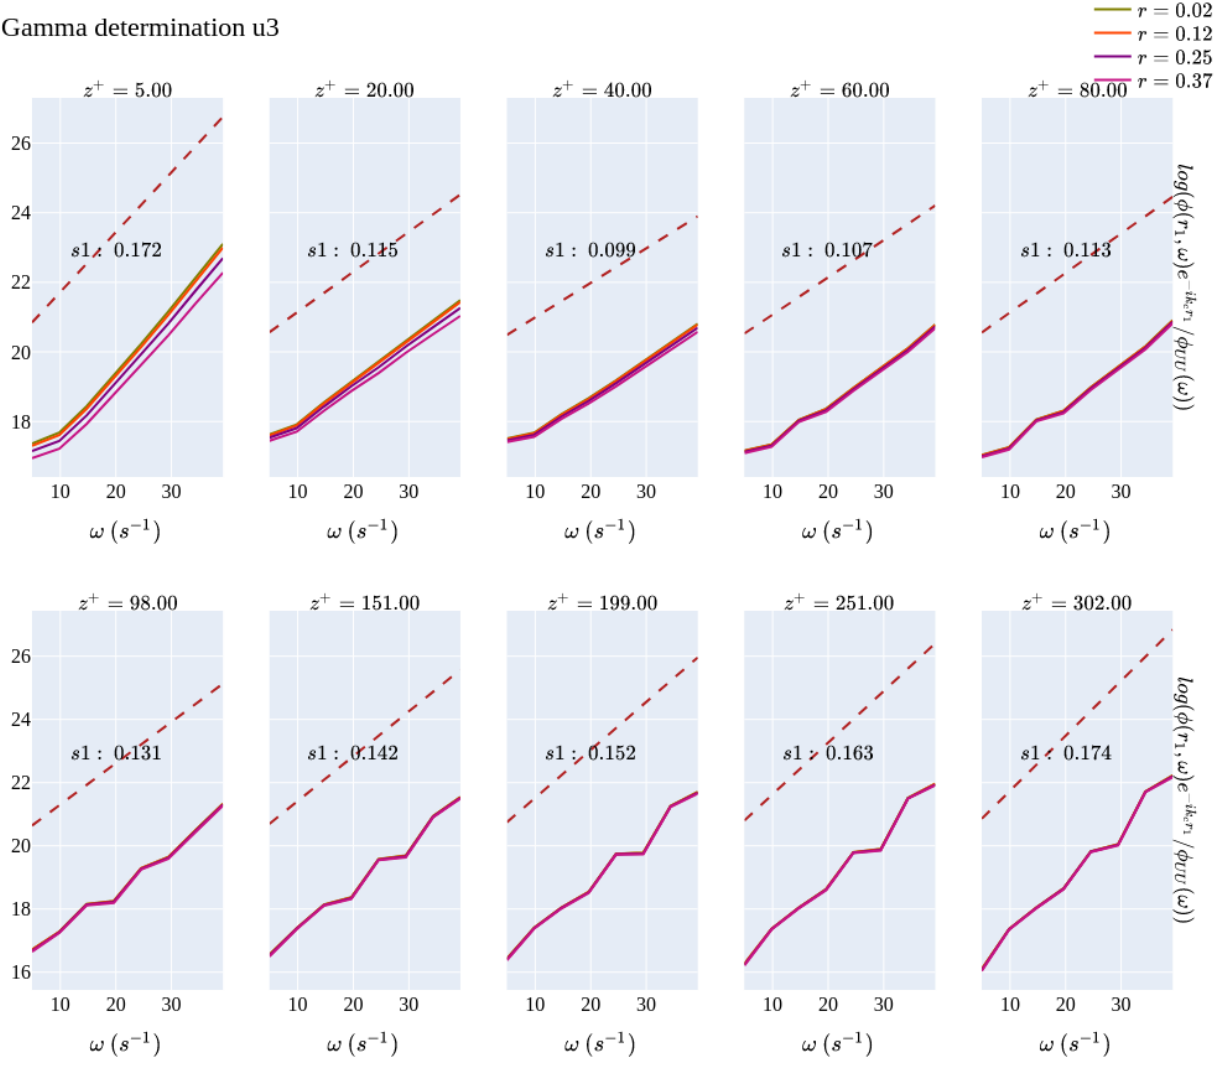 Gamma determination u3
r = 0.02
r = 0.12
r = 0.25
r = 0.37
z⁺ = 5.00
z⁺ = 20.00
z⁺ = 40.00
z⁺ = 60.00
z⁺ = 80.00
26
24
22
20
18
s1 : 0.172
s1 : 0.115
s1 : 0.099
s1 : 0.107
s1 : 0.113
log(ϕ(r₁, ω)e^{−ik_c r₁}/ϕ_{UU}(ω))
10 20 30
10 20 30
10 20 30
10 20 30
10 20 30
ω (s⁻¹)
ω (s⁻¹)
ω (s⁻¹)
ω (s⁻¹)
ω (s⁻¹)
z⁺ = 98.00
z⁺ = 151.00
z⁺ = 199.00
z⁺ = 251.00
z⁺ = 302.00
26
24
22
20
18
16
s1 : 0.131
s1 : 0.142
s1 : 0.152
s1 : 0.163
s1 : 0.174
log(ϕ(r₁, ω)e^{−ik_c r₁}/ϕ_{UU}(ω))
10 20 30
10 20 30
10 20 30
10 20 30
10 20 30
ω (s⁻¹)
ω (s⁻¹)
ω (s⁻¹)
ω (s⁻¹)
ω (s⁻¹)